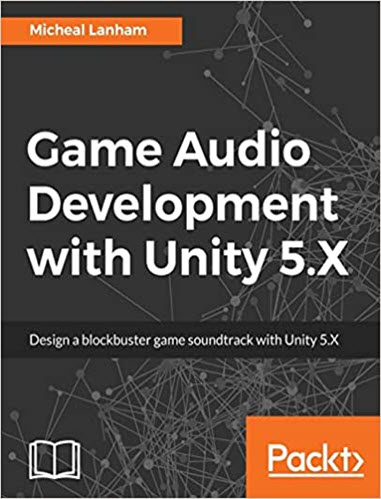 Micheal Lanham
Game Audio
Development
with Unity 5.X
Design a blockbuster game soundtrack with Unity 5.X
Packt>